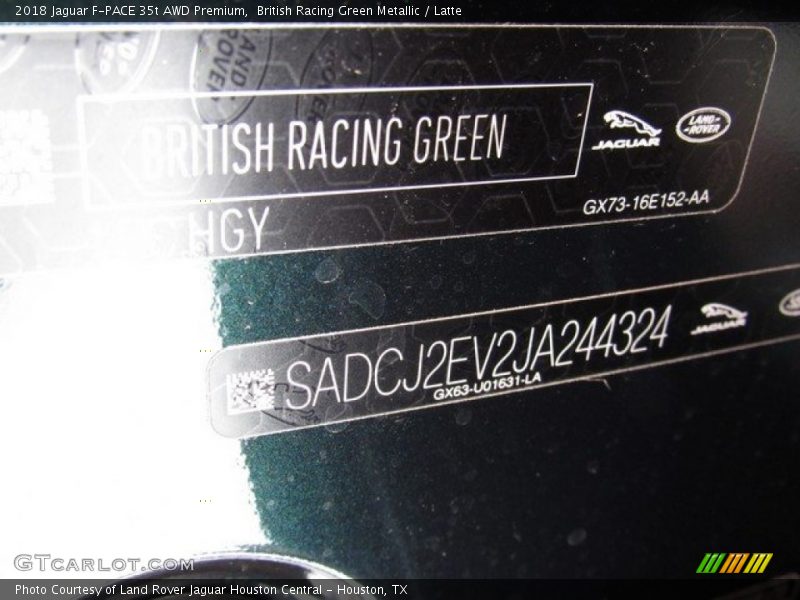 2018 Jaguar F-PACE 35t AWD Premium, British Racing Green Metallic / Latte
LAND ROVER
BRITISH RACING GREEN
JAGUAR
LAND-ROVER
GX73-16E152-AA
HGY
SADCJ2EV2JA244324
GX63-U01631-LA
JAGUAR
GTCARLOT.COM
Photo Courtesy of Land Rover Jaguar Houston Central - Houston, TX